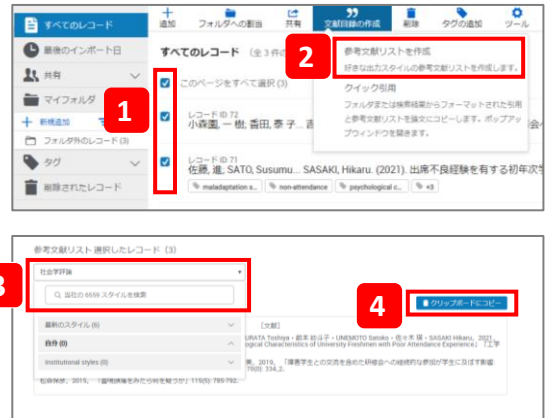 すべてのレコード
追加
フォルダへの割当
共有
文献目録の作成
削除
タグの追加
ツール
最後のインポート日
すべてのレコード (全3件の
2
参考文献リストを作成
好きな出力スタイルの参考文献リストを作成します。
共有
このページをすべて選択 (3)
クイック引用
フォルダまたは検索結果からフォーマットされた引用
と参考文献リストを論文にコピーします。ポップアッ
プウィンドウを開きます。
マイフォルダ
1
新規追加
レコード ID 72
小森園, 一樹; 香田, 泰子...
フォルダ外のレコード (3)
タグ
レコード ID 71
佐藤, 進; SATO, Susumu... SASAKI, Hikaru. (2021). 出席不良経験を有する初年次学
削除されたレコード
maladaptation s...
non-attendance
psychological c...
+3
参考文献リスト 選択したレコード (3)
3
社会学評論
4
当社の 6559 スタイルを検索
クリップボードにコピー
最新のスタイル (6)
[文献]
自分 (0)
Institutional styles (0)
115(5): 785-792.